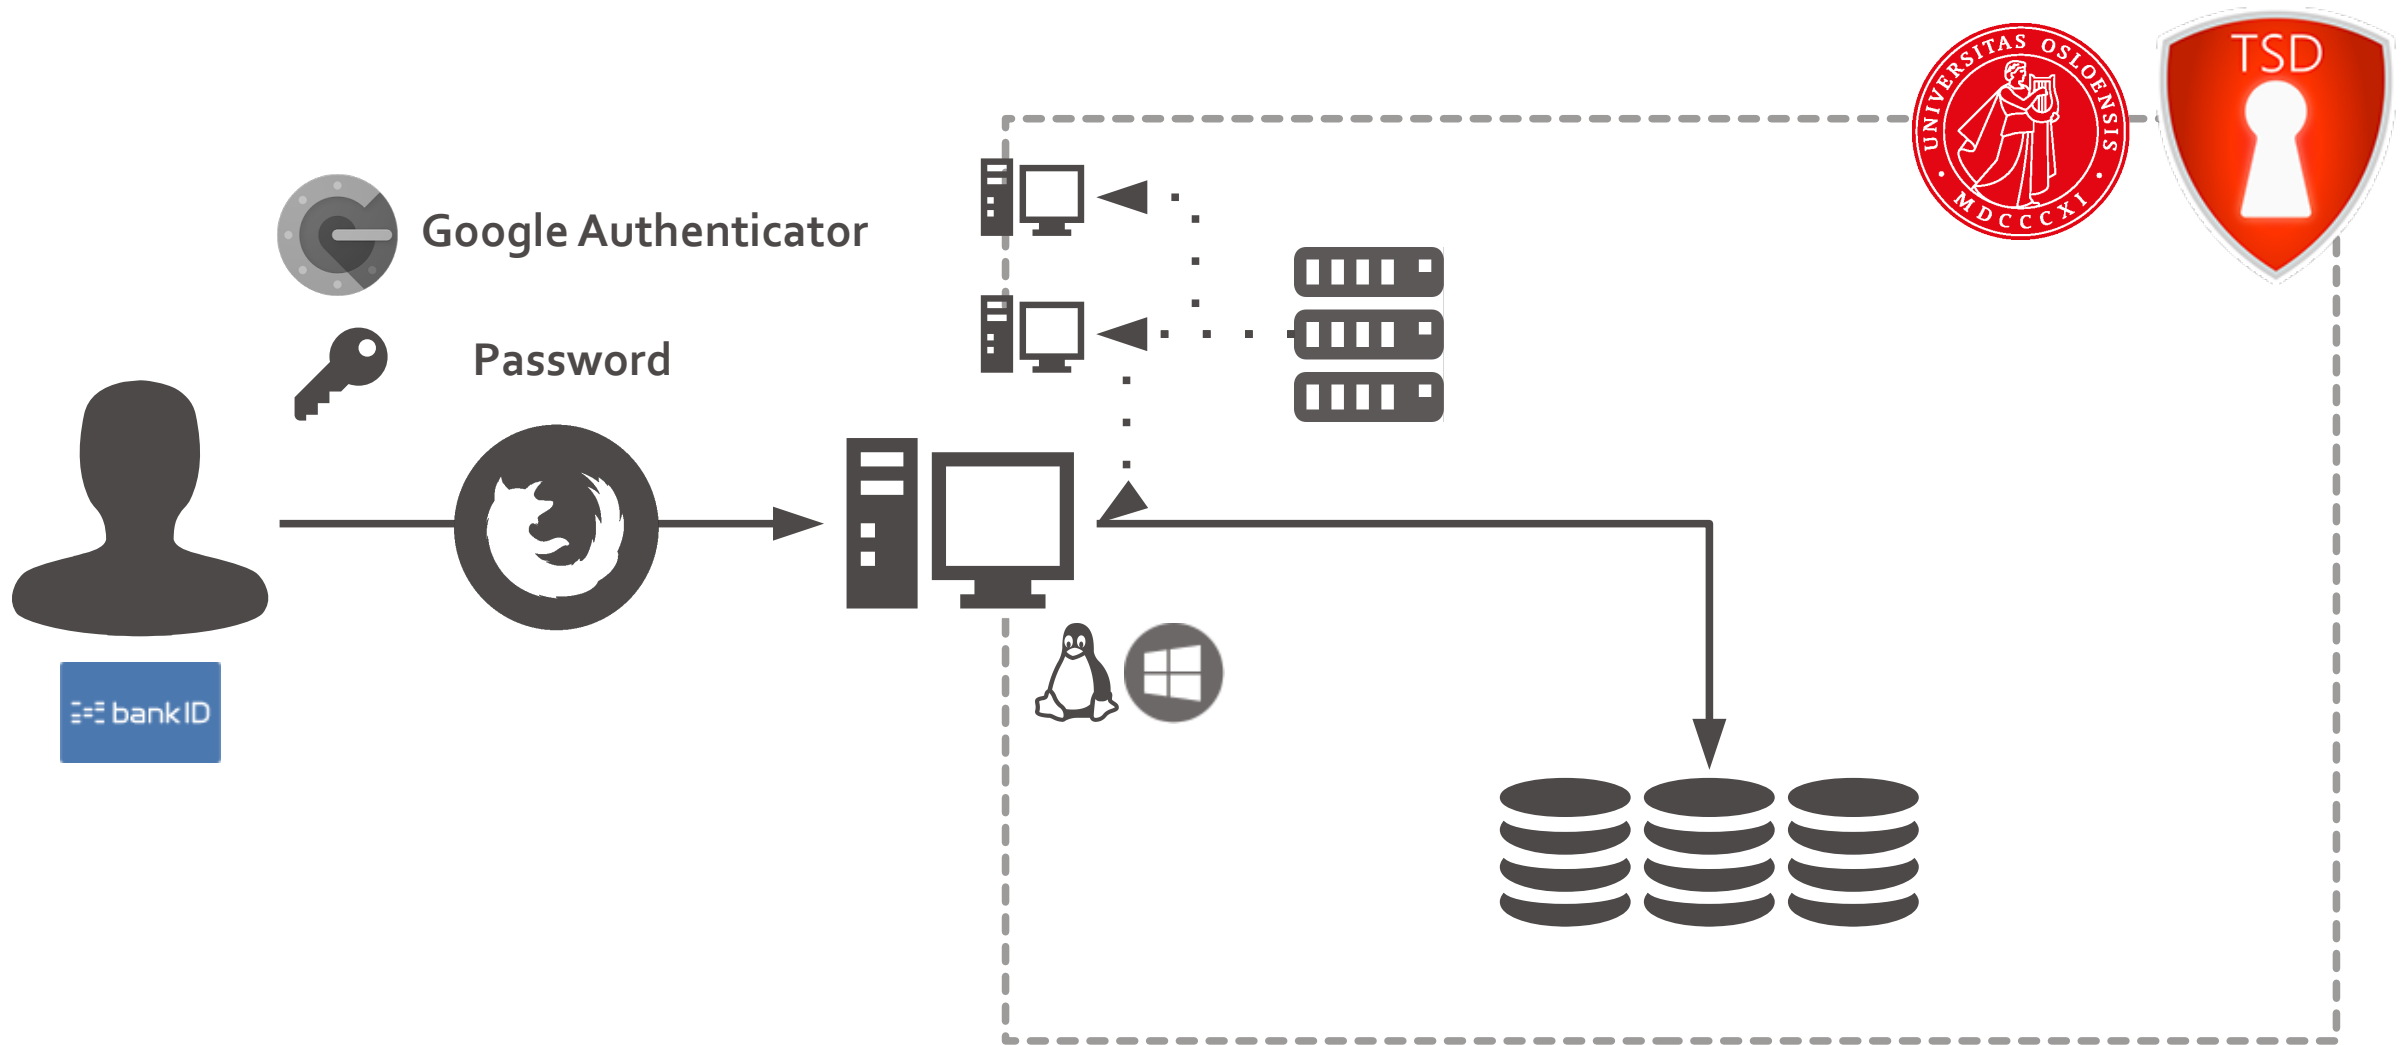 UNIVERSITAS OSLOENSIS
MDCCCXI
TSD
Google Authenticator
Password
bankID